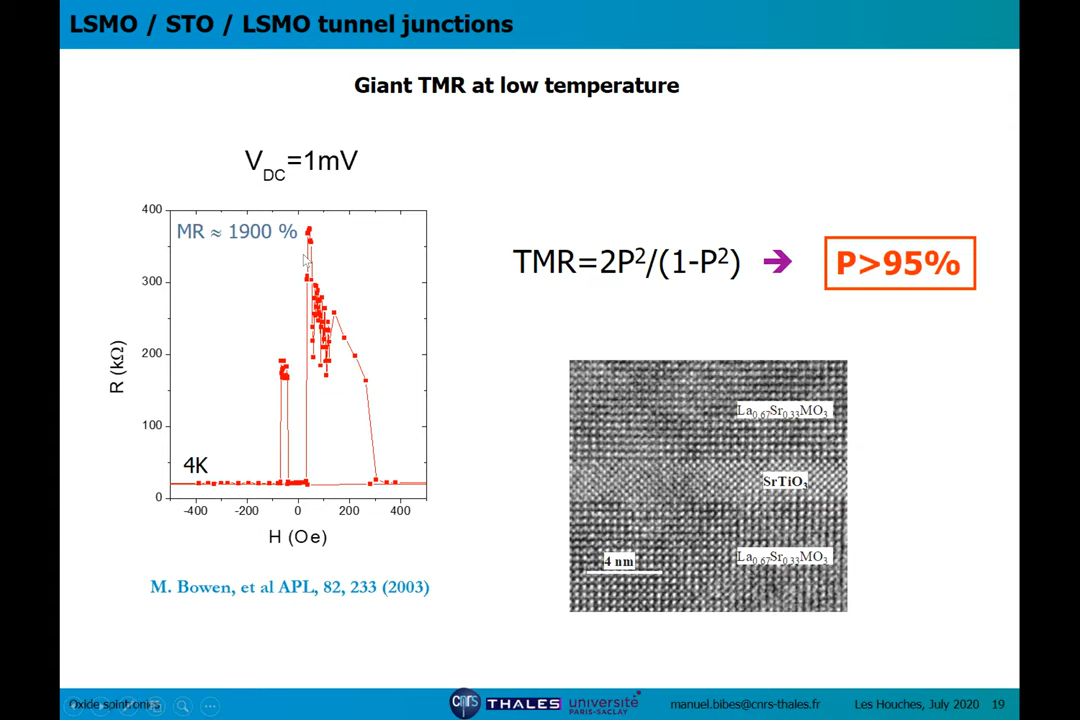 LSMO / STO / LSMO tunnel junctions
Giant TMR at low temperature
V_DC=1mV
400
300
200
100
0
R (kΩ)
MR ≈ 1900 %
4K
-400 -200 0 200 400
H (Oe)
M. Bowen, et al APL, 82, 233 (2003)
TMR=2P²/(1-P²) ➔ P>95%
La₀.₆₇Sr₀.₃₃MO₃
SrTiO₃
La₀.₆₇Sr₀.₃₃MO₃
4 nm
Oxide spintronics
cnrs THALES université PARIS-SACLAY manuel.bibes@cnrs-thales.fr Les Houches, July 2020 19